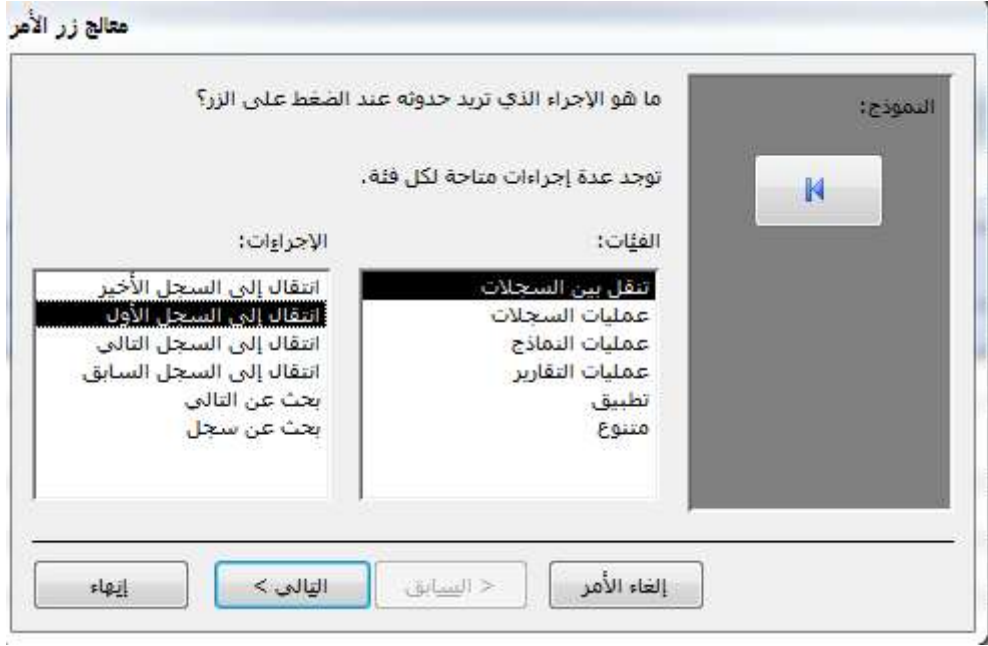 معالج زر الأمر
النموذج:
ما هو الإجراء الذي تريد حدوثه عند الضغط على الزر؟
توجد عدة إجراءات متاحة لكل فئة.
الفئات:
تنقل بين السجلات
عمليات السجلات
عمليات النماذج
عمليات التقارير
تطبيق
متنوع
الإجراءات:
انتقال إلى السجل الأخير
انتقال إلى السجل الأول
انتقال إلى السجل التالي
انتقال إلى السجل السابق
بحث عن التالي
بحث عن سجل
إلغاء الأمر
< السابق
التالي >
إنهاء